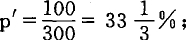 p′ = 100/300 = 33 1/3 %;